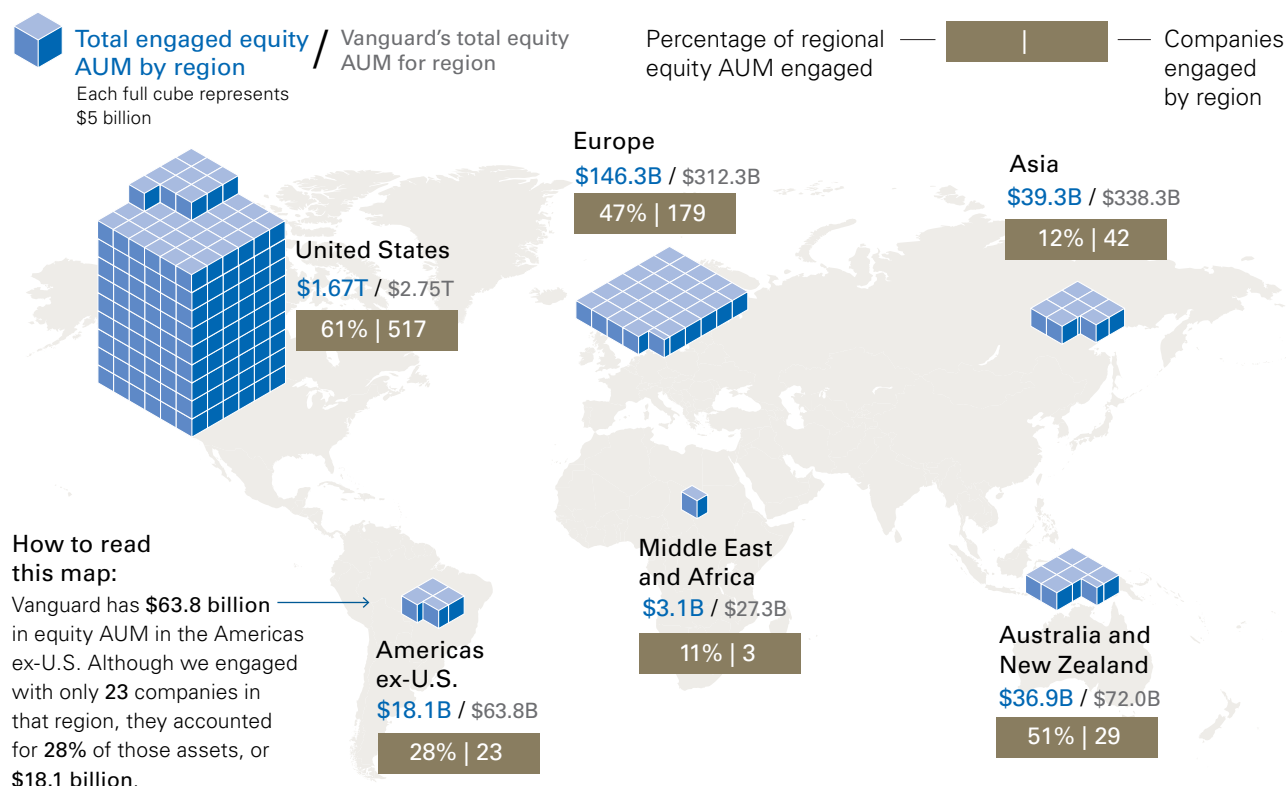 Total engaged equity
AUM by region
/
Vanguard's total equity
AUM for region
Each full cube represents
$5 billion
Percentage of regional
equity AUM engaged
|
Companies
engaged
by region
United States
$1.67T / $2.75T
61% | 517
Europe
$146.3B / $312.3B
47% | 179
Asia
$39.3B / $338.3B
12% | 42
How to read
this map:
Vanguard has $63.8 billion
in equity AUM in the Americas
ex-U.S. Although we engaged
with only 23 companies in
that region, they accounted
for 28% of those assets, or
$18.1 billion.
Americas
ex-U.S.
$18.1B / $63.8B
28% | 23
Middle East
and Africa
$3.1B / $27.3B
11% | 3
Australia and
New Zealand
$36.9B / $72.0B
51% | 29